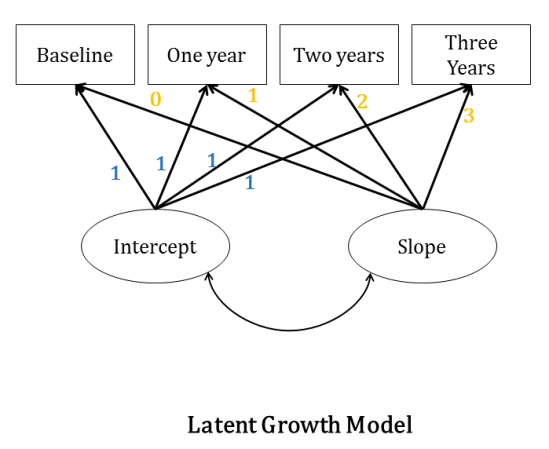 Baseline
One year
Two years
Three
Years
0
1
2
3
1
1
1
1
Intercept
Slope
Latent Growth Model